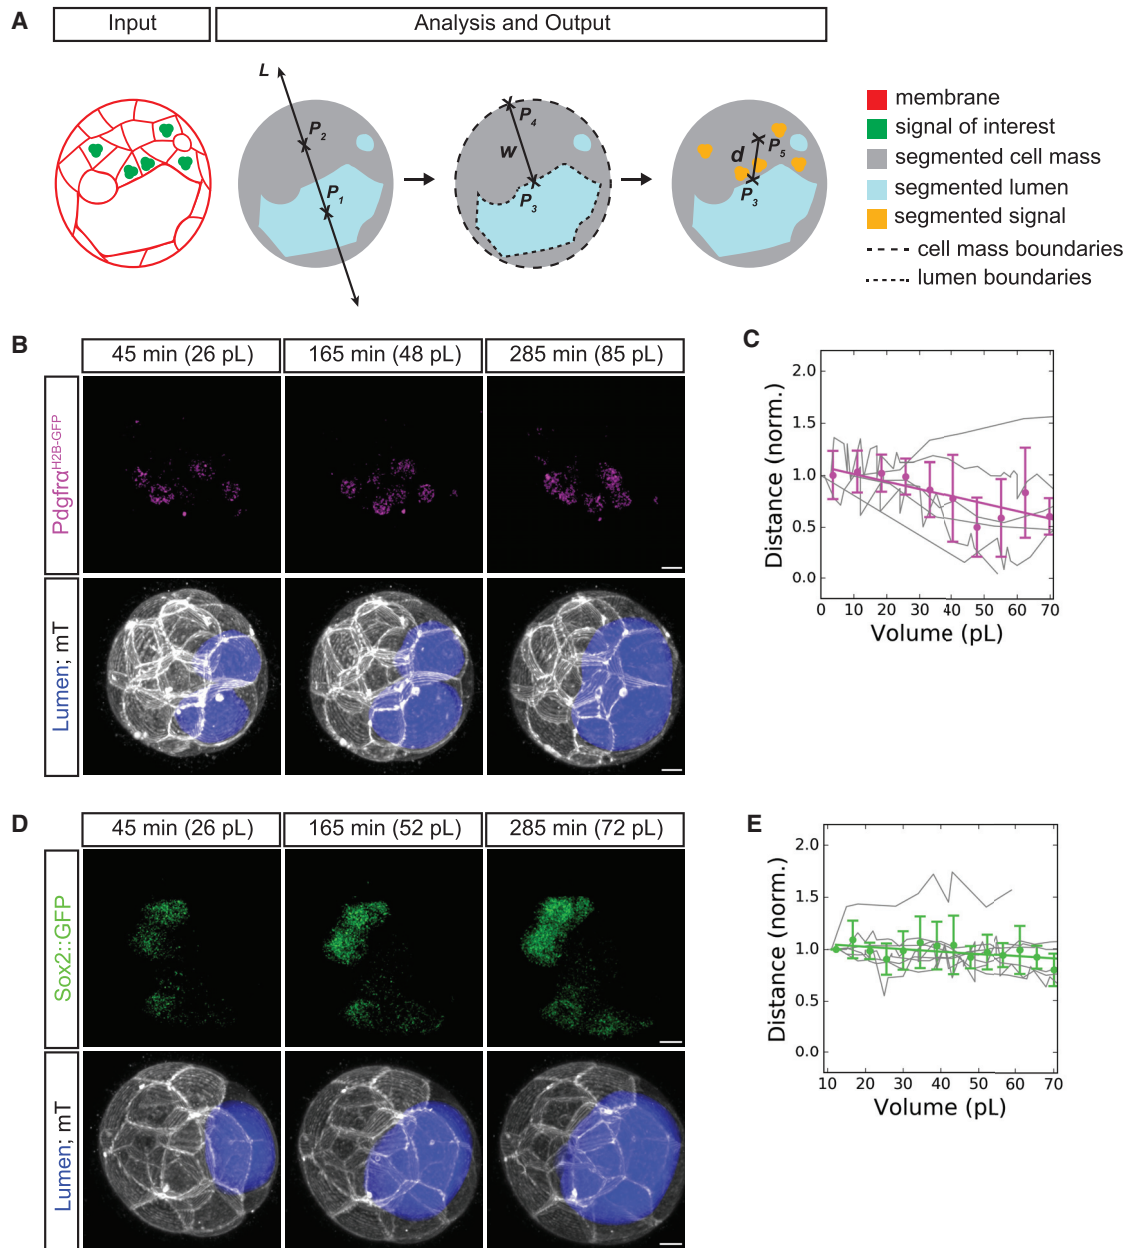 A
Input
Analysis and Output
L
P2
P1
P4
w
P3
d
P5
P3
membrane
signal of interest
segmented cell mass
segmented lumen
segmented signal
cell mass boundaries
lumen boundaries
B
45 min (26 pL)
165 min (48 pL)
285 min (85 pL)
PdgfrαH2B-GFP
Lumen; mT
C
Distance (norm.)
2.0
1.5
1.0
0.5
0.0
0 10 20 30 40 50 60 70
Volume (pL)
D
45 min (26 pL)
165 min (52 pL)
285 min (72 pL)
Sox2::GFP
Lumen; mT
E
Distance (norm.)
2.0
1.5
1.0
0.5
0.0
10 20 30 40 50 60 70
Volume (pL)